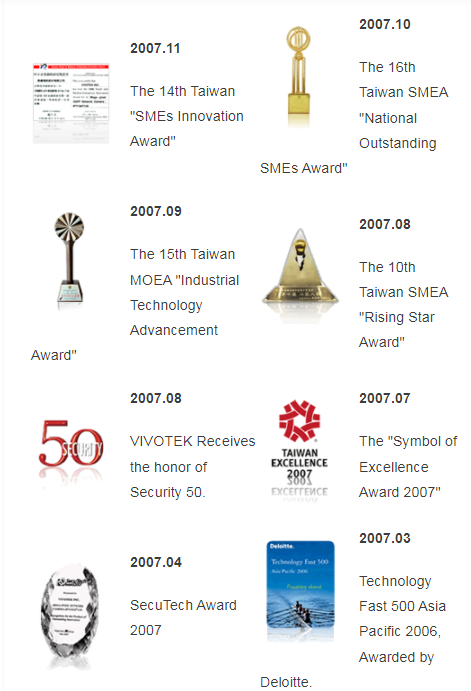 2007.11
The 14th Taiwan
"SMEs Innovation
Award"
2007.10
The 16th
Taiwan SMEA
"National
Outstanding
SMEs Award"
2007.09
The 15th Taiwan
MOEA "Industrial
Technology
Advancement
Award"
2007.08
The 10th
Taiwan SMEA
"Rising Star
Award"
50
SECURITY
2007.08
VIVOTEK Receives
the honor of
Security 50.
TAIWAN
EXCELLENCE
2007
2007.07
The "Symbol of
Excellence
Award 2007"
VIVOTEK INC.
2007.04
SecuTech Award
2007
Deloitte.
Technology Fast 500
Asia Pacific 2006
2007.03
Technology
Fast 500 Asia
Pacific 2006,
Awarded by
Deloitte.